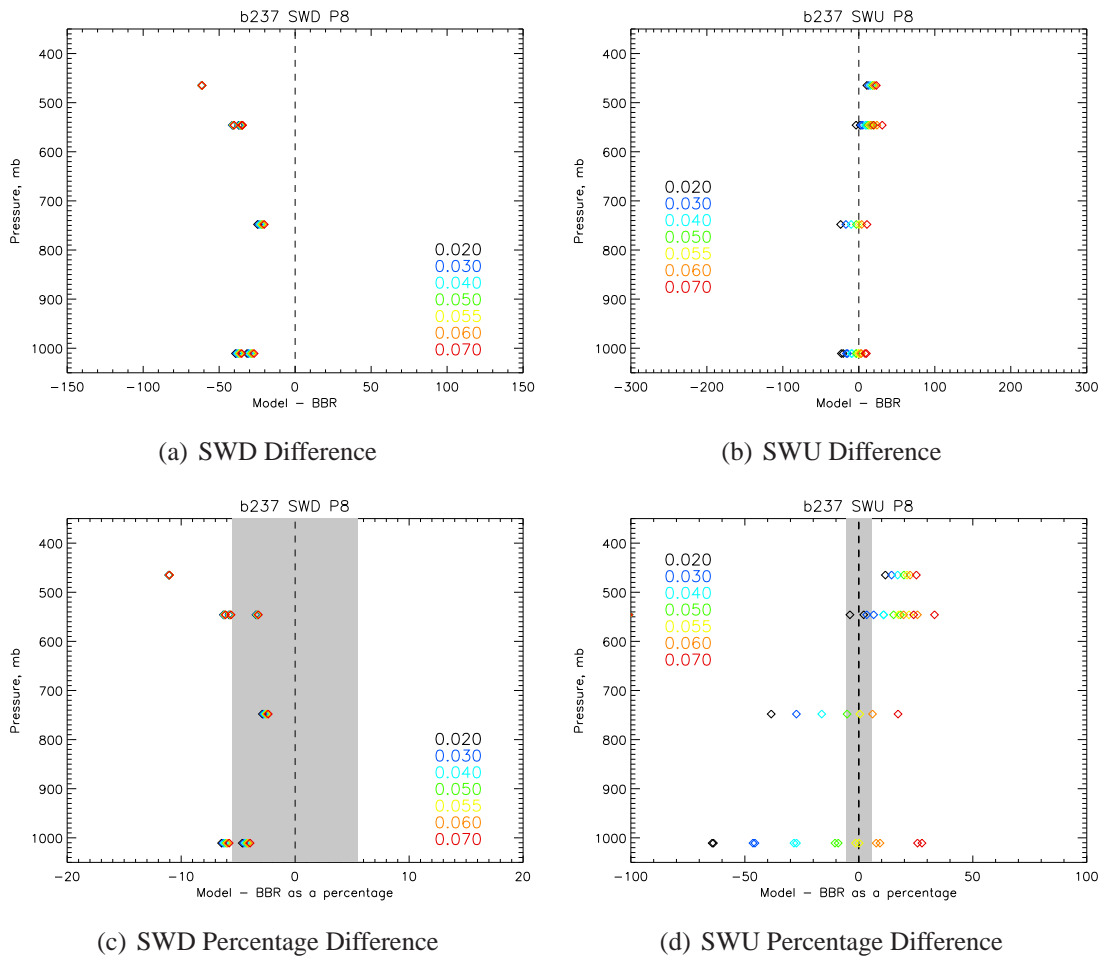 b237 SWD P8
400
500
600
700
800
900
1000
Pressure, mb
0.020
0.030
0.040
0.050
0.055
0.060
0.070
-150 -100 -50 0 50 100 150
Model - BBR
(a) SWD Difference
b237 SWU P8
400
500
600
700
800
900
1000
Pressure, mb
0.020
0.030
0.040
0.050
0.055
0.060
0.070
-300 -200 -100 0 100 200 300
Model - BBR
(b) SWU Difference
b237 SWD P8
400
500
600
700
800
900
1000
Pressure, mb
0.020
0.030
0.040
0.050
0.055
0.060
0.070
-20 -10 0 10 20
Model - BBR as a percentage
(c) SWD Percentage Difference
b237 SWU P8
400
500
600
700
800
900
1000
Pressure, mb
0.020
0.030
0.040
0.050
0.055
0.060
0.070
-100 -50 0 50 100
Model - BBR as a percentage
(d) SWU Percentage Difference